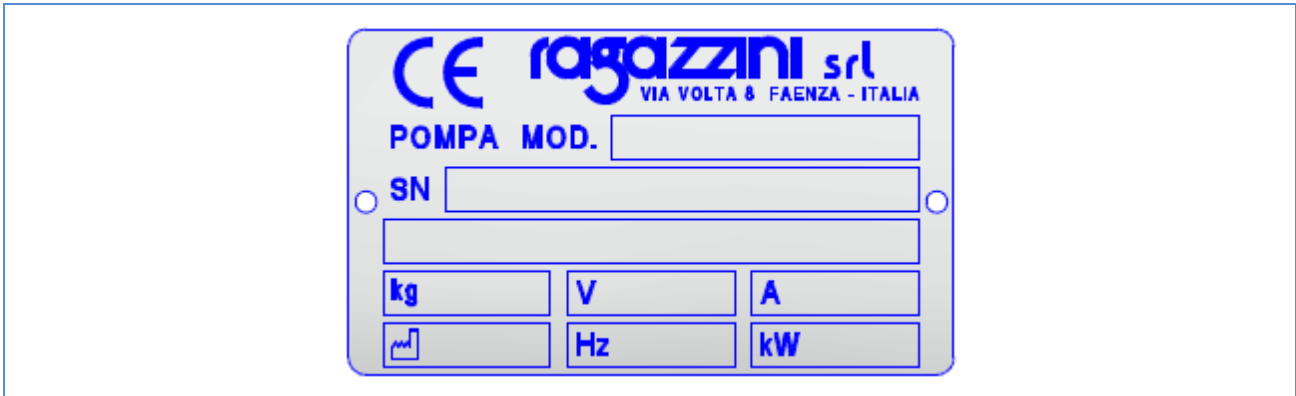 CE ragazzini srl
VIA VOLTA 8 FAENZA - ITALIA
POMPA MOD.
SN
kg V A
Hz kW